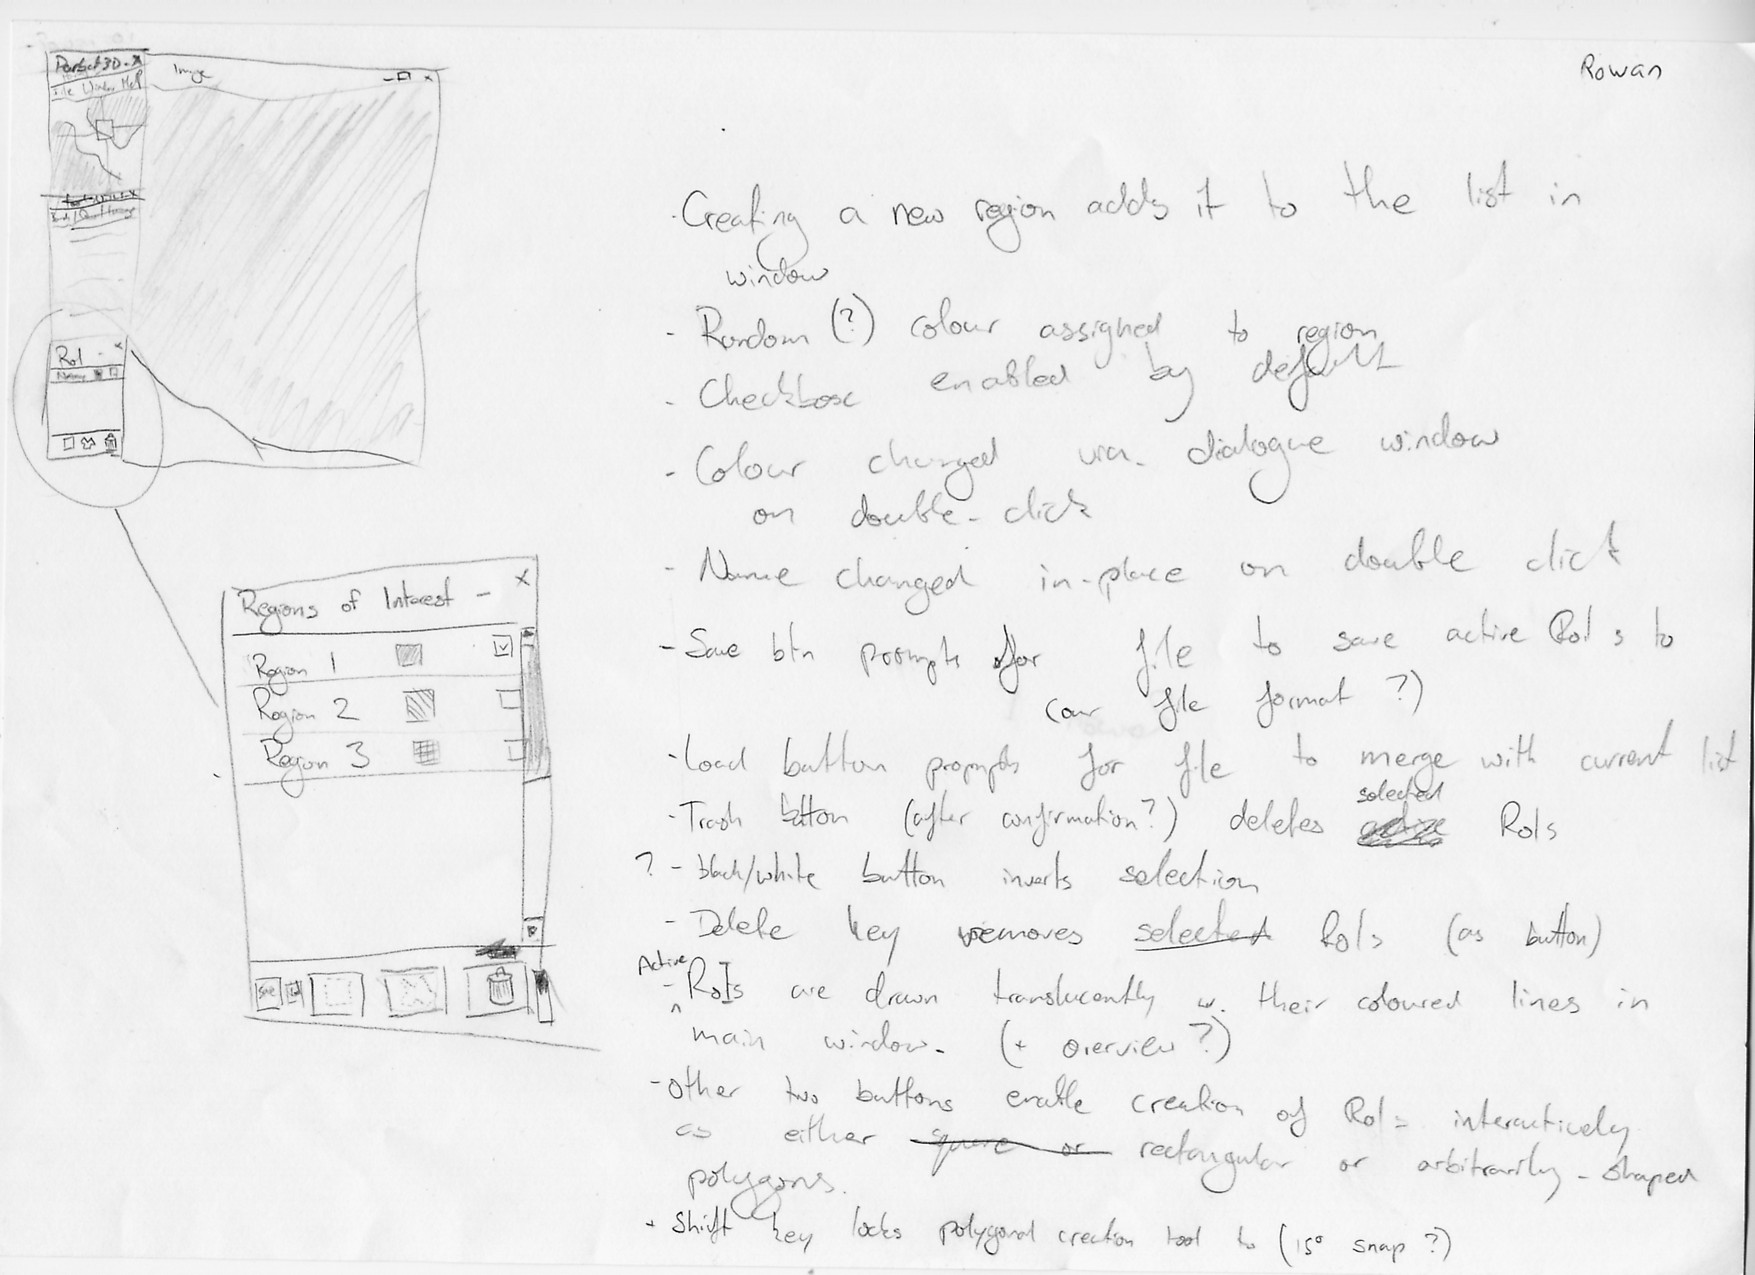 Rowan
Image
File Window Help
RoI
Regions of Interest -
Region 1
Region 2
Region 3
Save
- Creating a new region adds it to the list in
window
- Random (?) colour assigned to region
- Checkbox enabled by default
- Colour changed via dialogue window
on double-click
- Name changed in-place on double click
- Save btn prompts for file to save active RoIs to
(our file format ?)
- Load button prompts for file to merge with current list
- Trash button (after confirmation?) deletes selected RoIs
? - black/white button inverts selection
- Delete key removes selected RoIs (as button)
- Active RoIs are drawn translucently w. their coloured lines in
main window. (+ overview ?)
- Other two buttons enable creation of RoIs interactively
as either square or rectangular or arbitrarily-shaped
polygons.
+ Shift key locks polygonal creation tool to (15° snap ?)